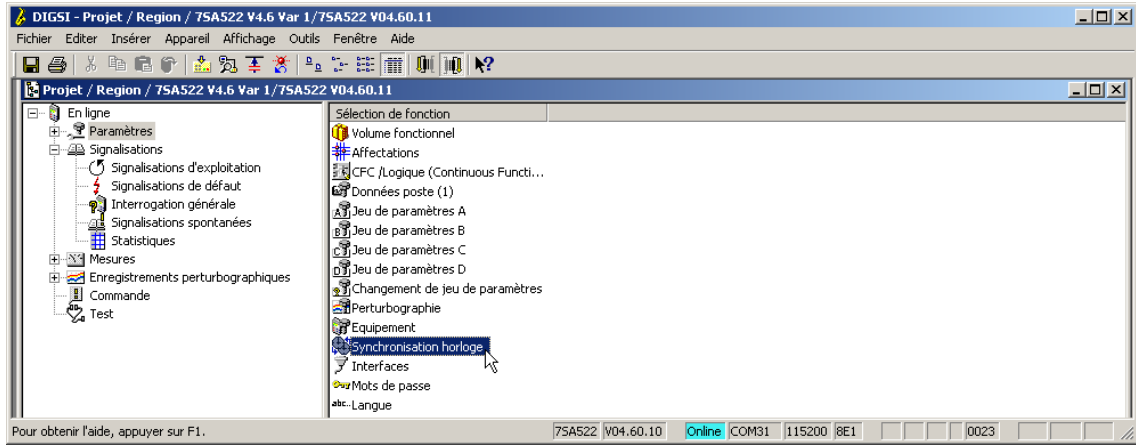 DIGSI - Projet / Region / 7SA522 V4.6 Var 1/7SA522 V04.60.11
Fichier Editer Insérer Appareil Affichage Outils Fenêtre Aide
Projet / Region / 7SA522 V4.6 Var 1/7SA522 V04.60.11
En ligne
Paramètres
Signalisations
Signalisations d'exploitation
Signalisations de défaut
Interrogation générale
Signalisations spontanées
Statistiques
Mesures
Enregistrements perturbographiques
Commande
Test
Sélection de fonction
Volume fonctionnel
Affectations
CFC /Logique (Continuous Functi...
Données poste (1)
Jeu de paramètres A
Jeu de paramètres B
Jeu de paramètres C
Jeu de paramètres D
Changement de jeu de paramètres
Perturbographie
Equipement
Synchronisation horloge
Interfaces
Mots de passe
abc.. Langue
Pour obtenir l'aide, appuyer sur F1. 7SA522 V04.60.10 Online COM31 115200 8E1 0023